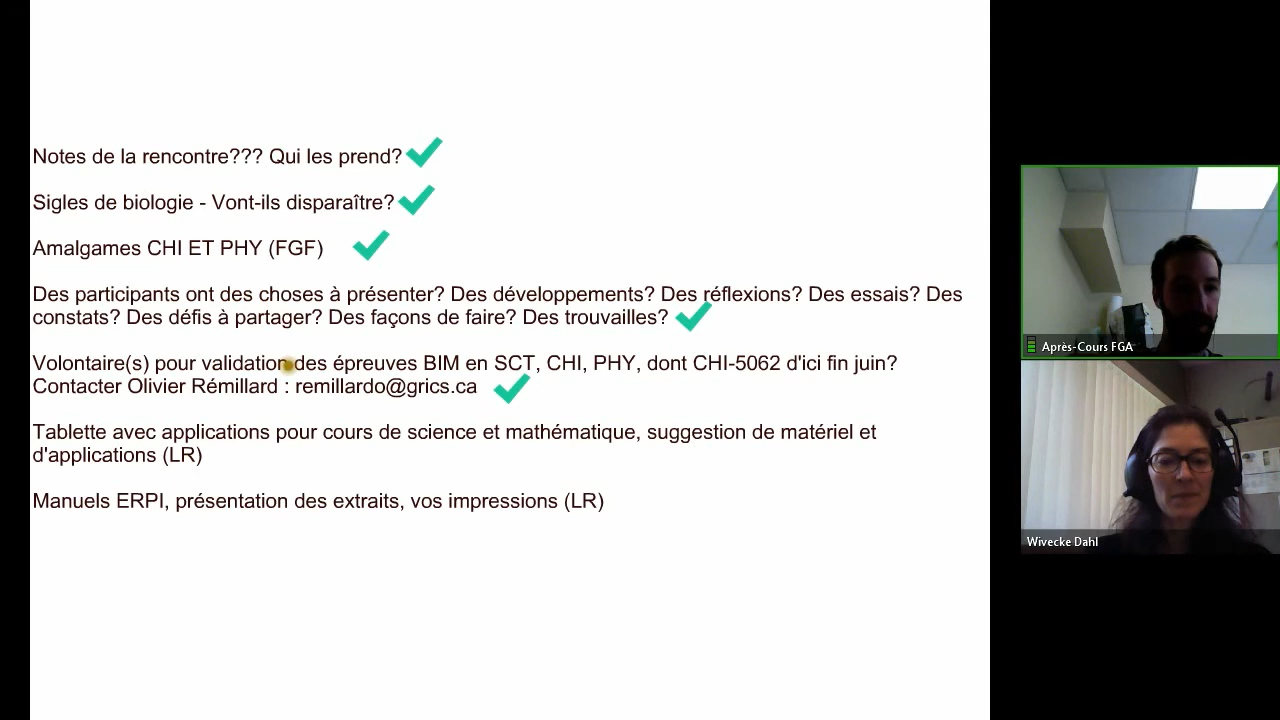 Notes de la rencontre??? Qui les prend?
Sigles de biologie - Vont-ils disparaître?
Amalgames CHI ET PHY (FGF)
Des participants ont des choses à présenter? Des développements? Des réflexions? Des essais? Des
constats? Des défis à partager? Des façons de faire? Des trouvailles?
Volontaire(s) pour validation des épreuves BIM en SCT, CHI, PHY, dont CHI-5062 d'ici fin juin?
Contacter Olivier Rémillard : remillardo@grics.ca
Tablette avec applications pour cours de science et mathématique, suggestion de matériel et
d'applications (LR)
Manuels ERPI, présentation des extraits, vos impressions (LR)
Après-Cours FGA
Wivecke Dahl